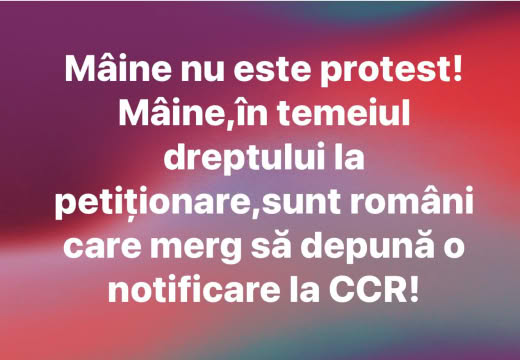 Mâine nu este protest!
Mâine,în temeiul
dreptului la
petiționare,sunt români
care merg să depună o
notificare la CCR!